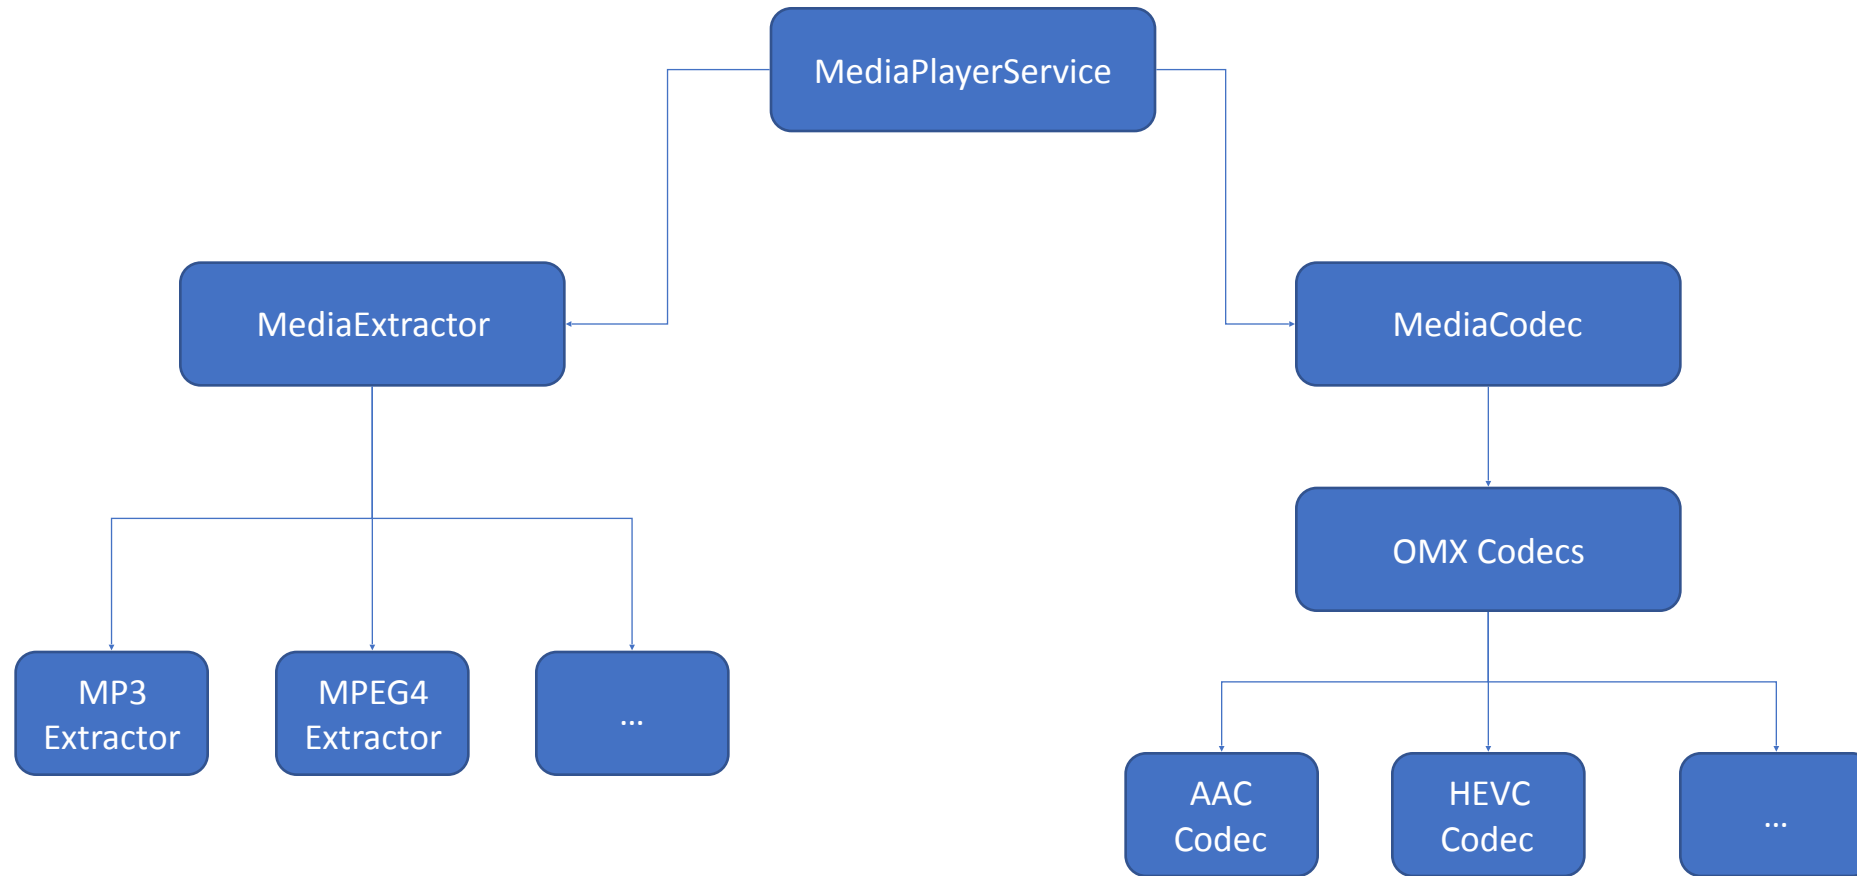 MediaPlayerService
MediaExtractor
MediaCodec
OMX Codecs
MP3
Extractor
MPEG4
Extractor
...
AAC
Codec
HEVC
Codec
...